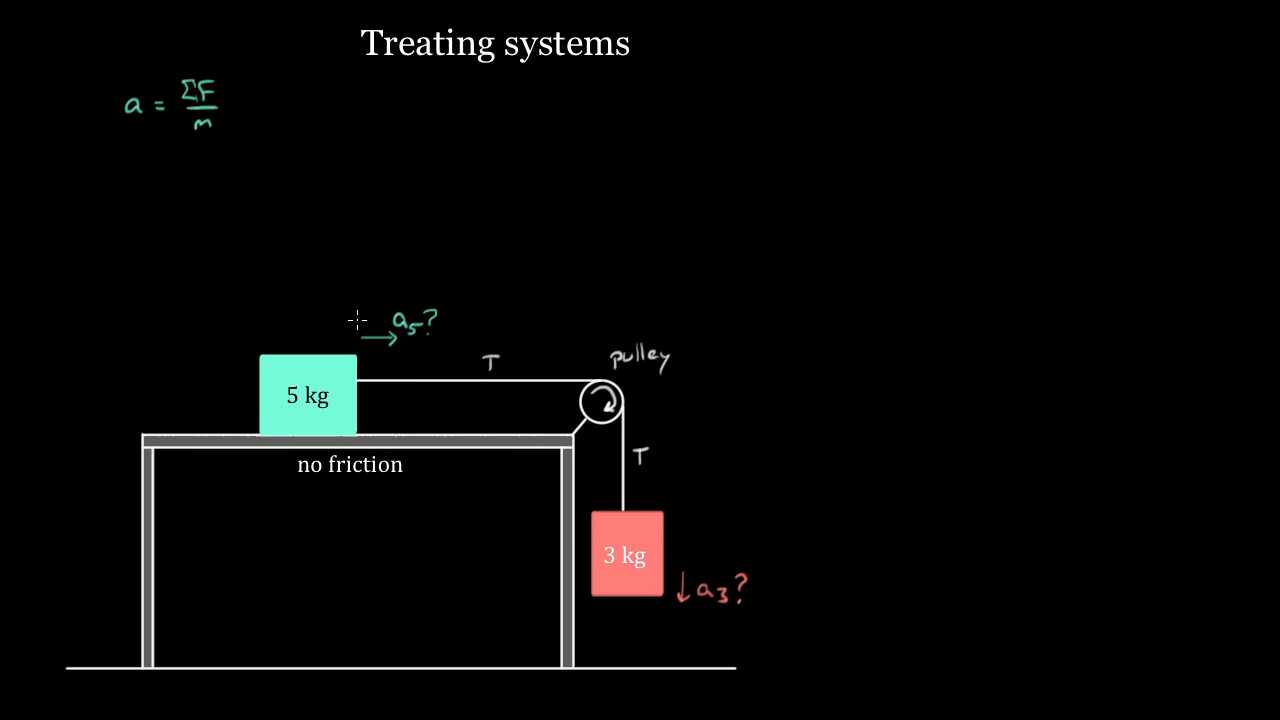 Treating systems
a = ΣF/m
a₅?
T
pulley
5 kg
T
no friction
3 kg
a₃?